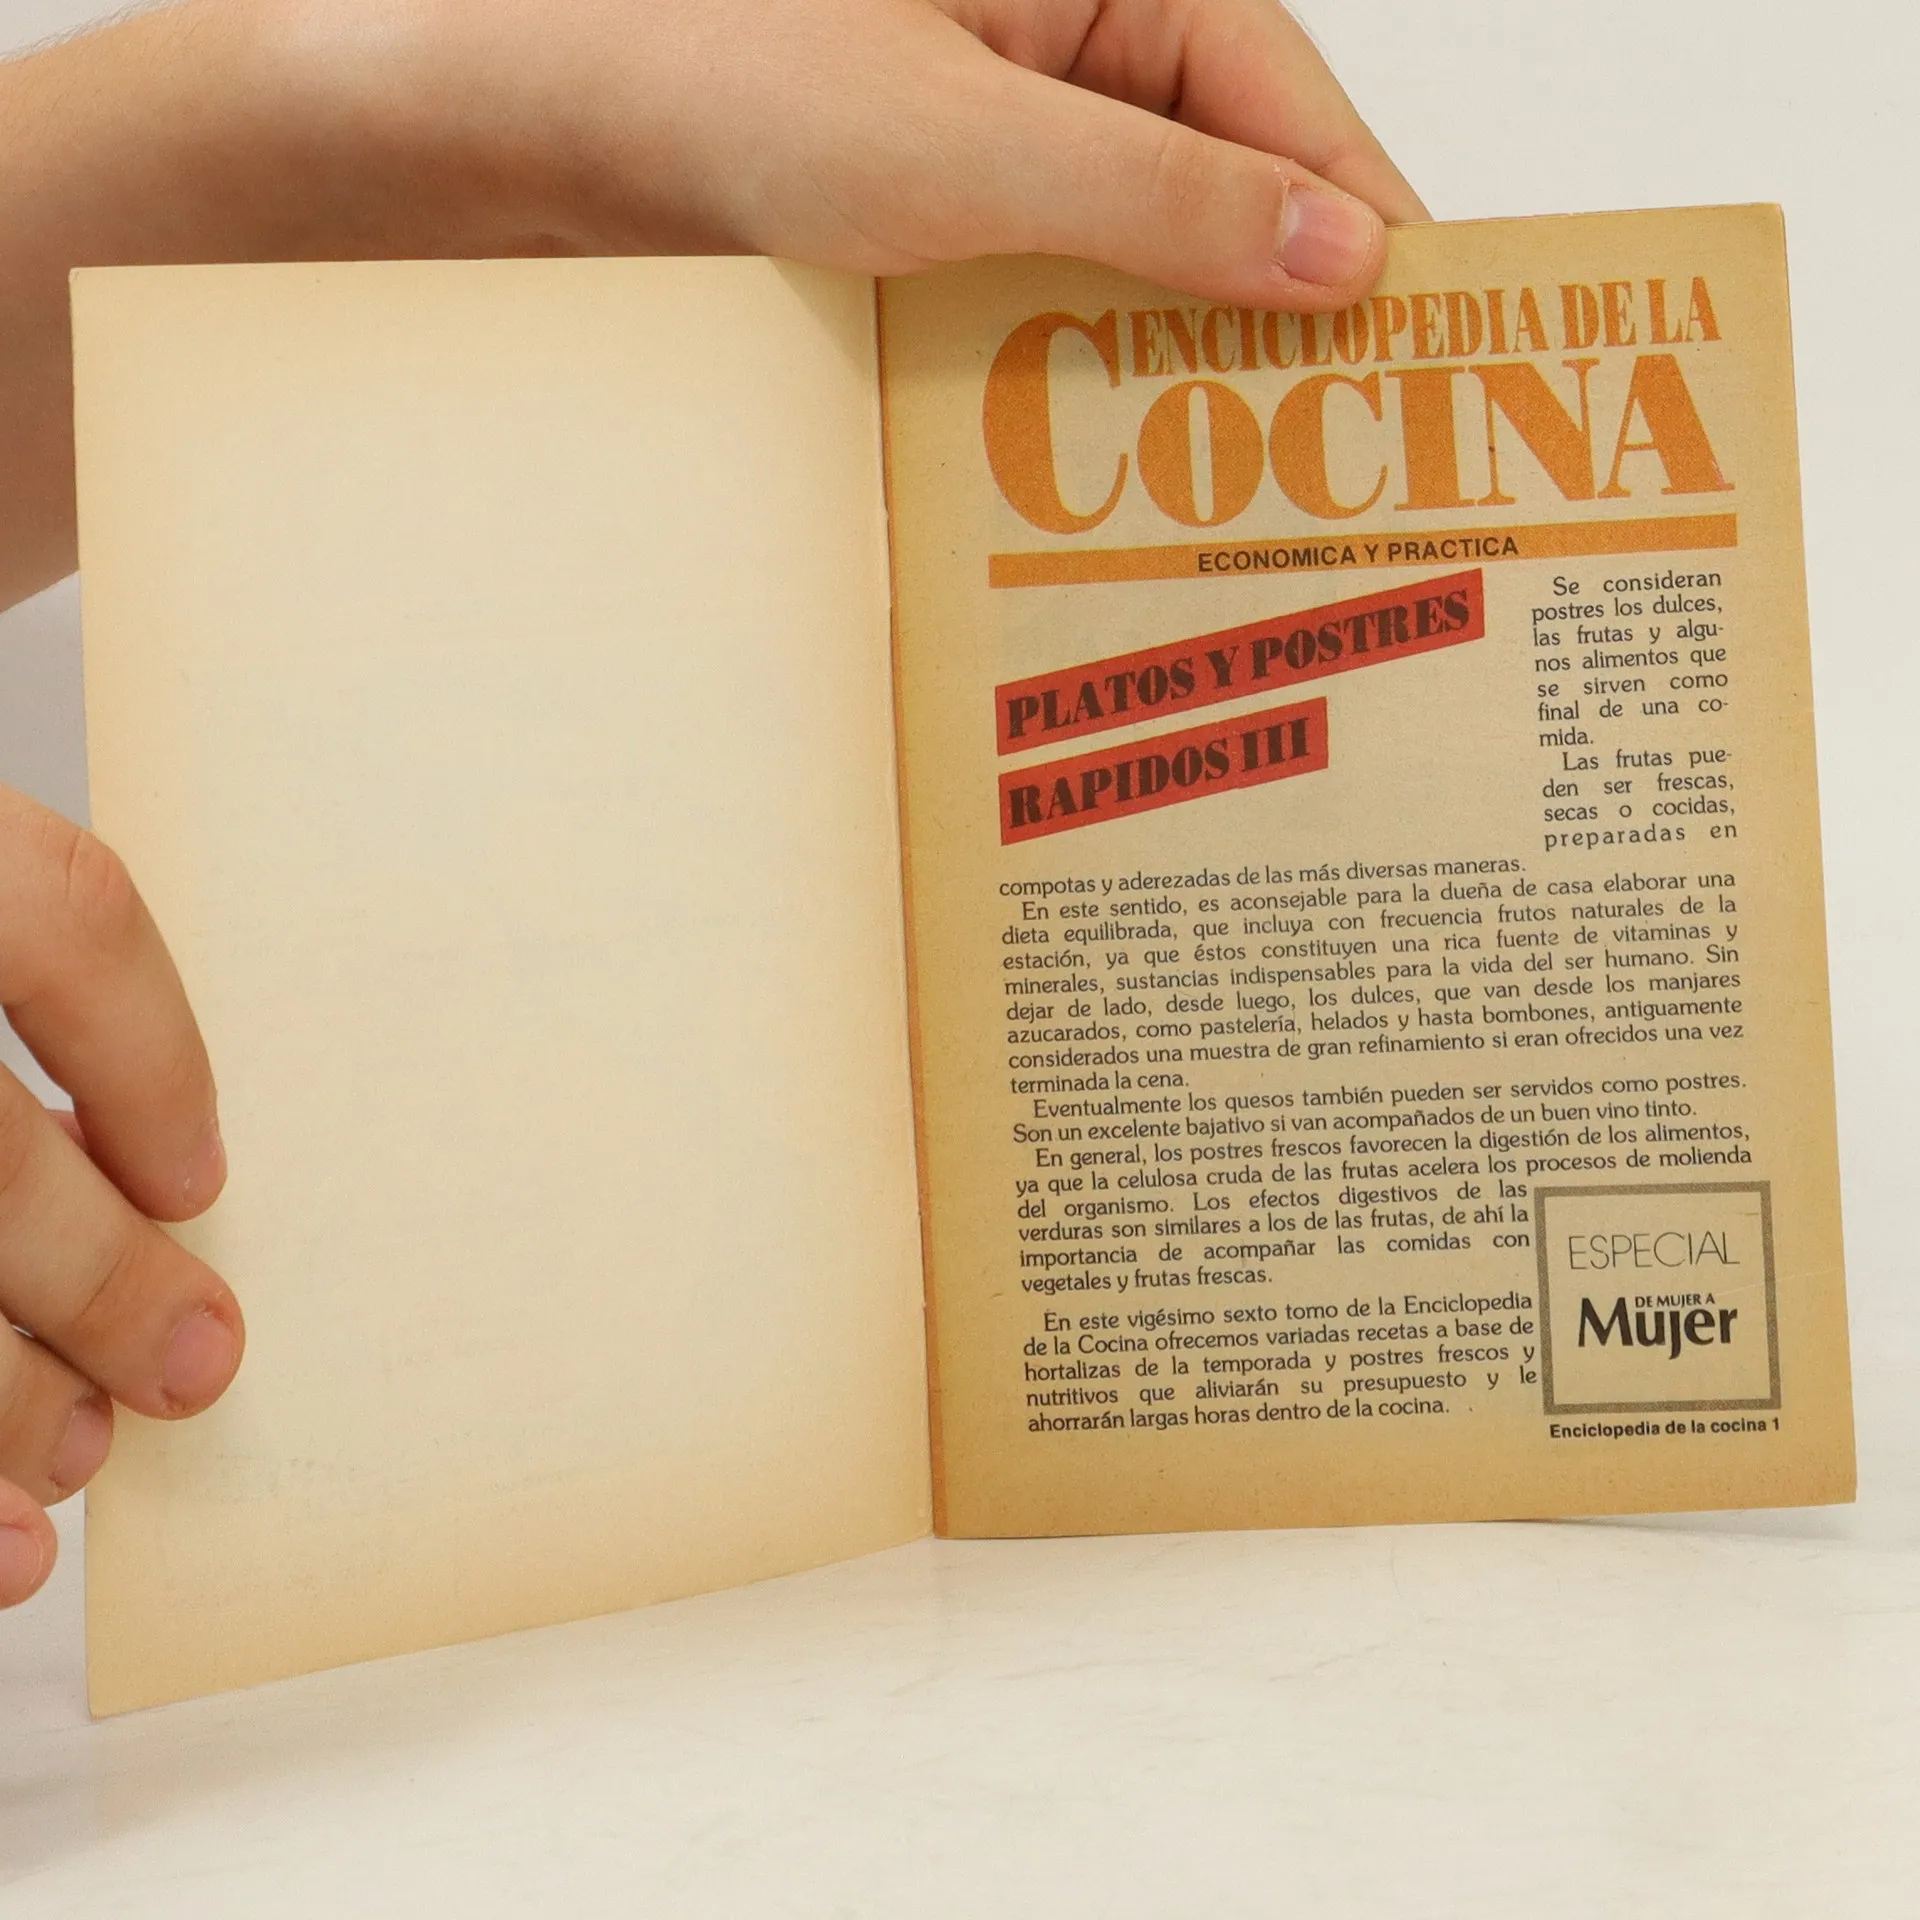 ENCICLOPEDIA DE LA
COCINA
ECONOMICA Y PRACTICA
PLATOS Y POSTRES
RAPIDOS III
Se consideran
postres los dulces,
las frutas y algu-
nos alimentos que
se sirven como
final de una co-
mida.
Las frutas pue-
den ser frescas,
secas o cocidas,
preparadas en
compotas y aderezadas de las más diversas maneras.
En este sentido, es aconsejable para la dueña de casa elaborar una
dieta equilibrada, que incluya con frecuencia frutos naturales de la
estación, ya que éstos constituyen una rica fuente de vitaminas y
minerales, sustancias indispensables para la vida del ser humano. Sin
dejar de lado, desde luego, los dulces, que van desde los manjares
azucarados, como pastelería, helados y hasta bombones, antiguamente
considerados una muestra de gran refinamiento si eran ofrecidos una vez
terminada la cena.
Eventualmente los quesos también pueden ser servidos como postres.
Son un excelente bajativo si van acompañados de un buen vino tinto.
En general, los postres frescos favorecen la digestión de los alimentos,
ya que la celulosa cruda de las frutas acelera los procesos de molienda
del organismo. Los efectos digestivos de las
verduras son similares a los de las frutas, de ahí la
importancia de acompañar las comidas con
vegetales y frutas frescas.
En este vigésimo sexto tomo de la Enciclopedia
de la Cocina ofrecemos variadas recetas a base de
hortalizas de la temporada y postres frescos y
nutritivos que aliviarán su presupuesto y le
ahorrarán largas horas dentro de la cocina.
ESPECIAL
DE MUJER A
Mujer
Enciclopedia de la cocina 1